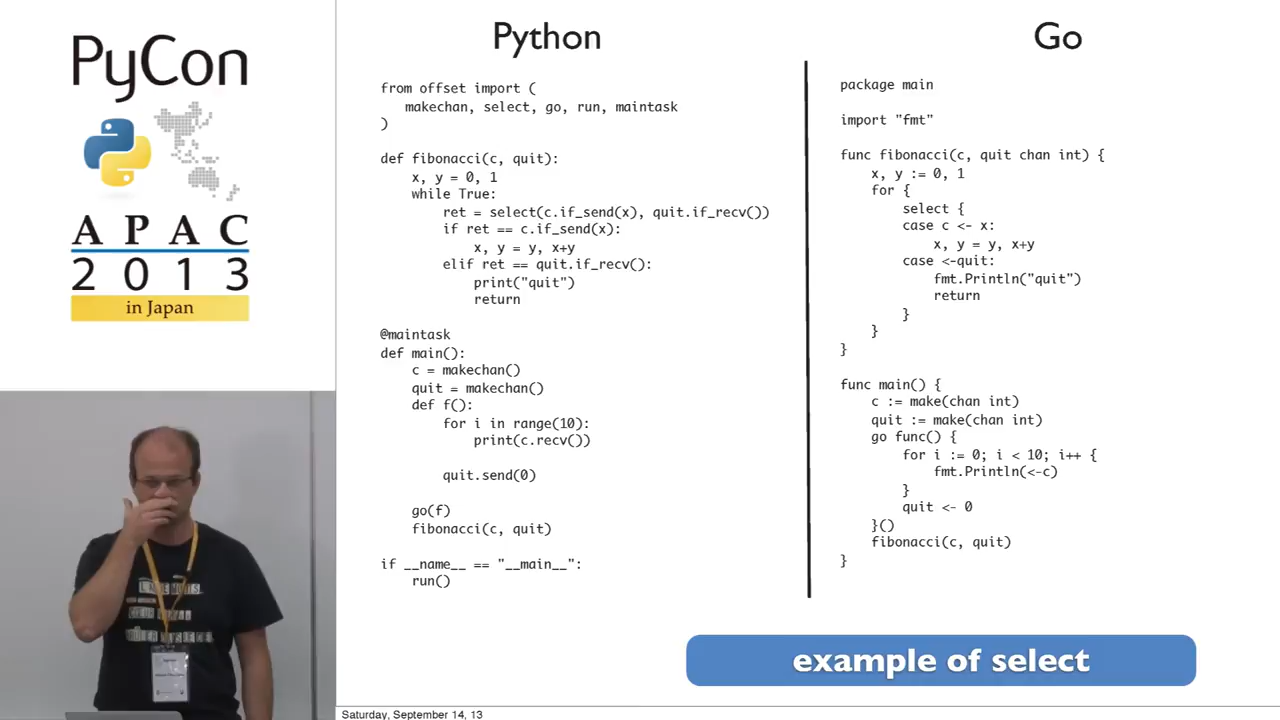 PyCon
APAC
2013
in Japan
Python
from offset import (
makechan, select, go, run, maintask
)
def fibonacci(c, quit):
x, y = 0, 1
while True:
ret = select(c.if_send(x), quit.if_recv())
if ret == c.if_send(x):
x, y = y, x+y
elif ret == quit.if_recv():
print("quit")
return
@maintask
def main():
c = makechan()
quit = makechan()
def f():
for i in range(10):
print(c.recv())
quit.send(0)
go(f)
fibonacci(c, quit)
if __name__ == "__main__":
run()
Go
package main
import "fmt"
func fibonacci(c, quit chan int) {
x, y := 0, 1
for {
select {
case c <- x:
x, y = y, x+y
case <-quit:
fmt.Println("quit")
return
}
}
}
func main() {
c := make(chan int)
quit := make(chan int)
go func() {
for i := 0; i < 10; i++ {
fmt.Println(<-c)
}
quit <- 0
}()
fibonacci(c, quit)
}
example of select
Saturday, September 14, 13